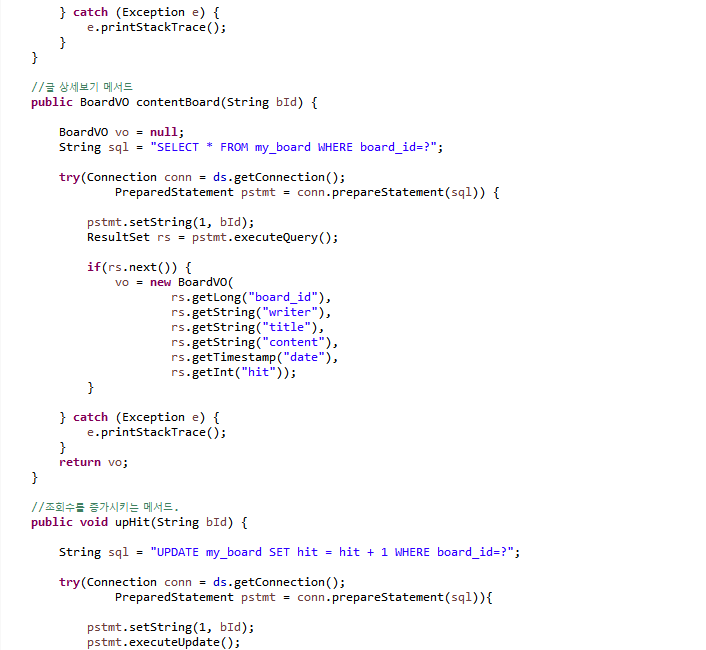 } catch (Exception e) {
e.printStackTrace();
}
}
//글 상세보기 메서드
public BoardVO contentBoard(String bId) {
BoardVO vo = null;
String sql = "SELECT * FROM my_board WHERE board_id=?";
try(Connection conn = ds.getConnection();
PreparedStatement pstmt = conn.prepareStatement(sql)) {
pstmt.setString(1, bId);
ResultSet rs = pstmt.executeQuery();
if(rs.next()) {
vo = new BoardVO(
rs.getLong("board_id"),
rs.getString("writer"),
rs.getString("title"),
rs.getString("content"),
rs.getTimestamp("date"),
rs.getInt("hit"));
}
} catch (Exception e) {
e.printStackTrace();
}
return vo;
}
//조회수를 증가시키는 메서드.
public void upHit(String bId) {
String sql = "UPDATE my_board SET hit = hit + 1 WHERE board_id=?";
try(Connection conn = ds.getConnection();
PreparedStatement pstmt = conn.prepareStatement(sql)){
pstmt.setString(1, bId);
pstmt.executeUpdate();